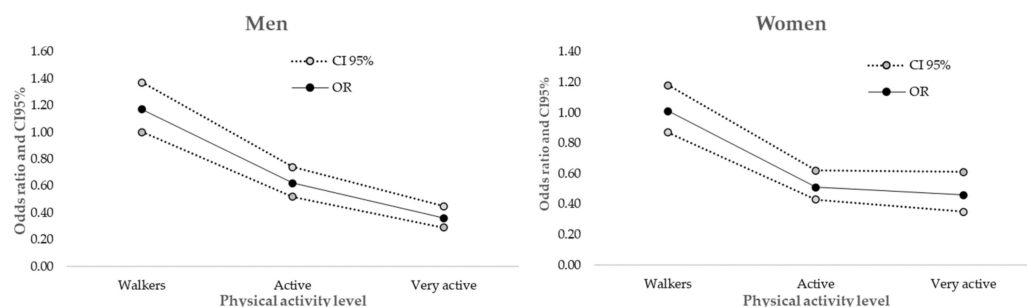 Men
1.60
1.40
1.20
1.00
0.80
0.60
0.40
0.20
0.00
Odds ratio and CI95%
CI 95%
OR
Walkers
Active
Very active
Physical activity level
Women
1.40
1.20
1.00
0.80
0.60
0.40
0.20
0.00
Odds ratio and CI95%
CI 95%
OR
Walkers
Active
Very active
Physical activity level